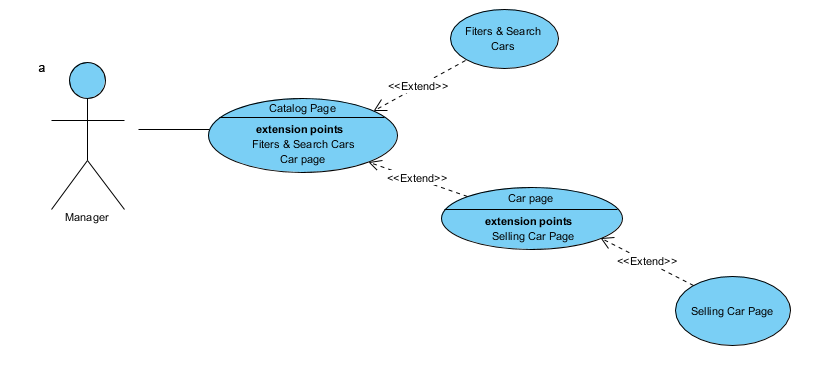 Fiters & Search
Cars
a
<<Extend>>
Catalog Page
extension points
Fiters & Search Cars
Car page
<<Extend>>
Car page
extension points
Selling Car Page
Manager
<<Extend>>
Selling Car Page